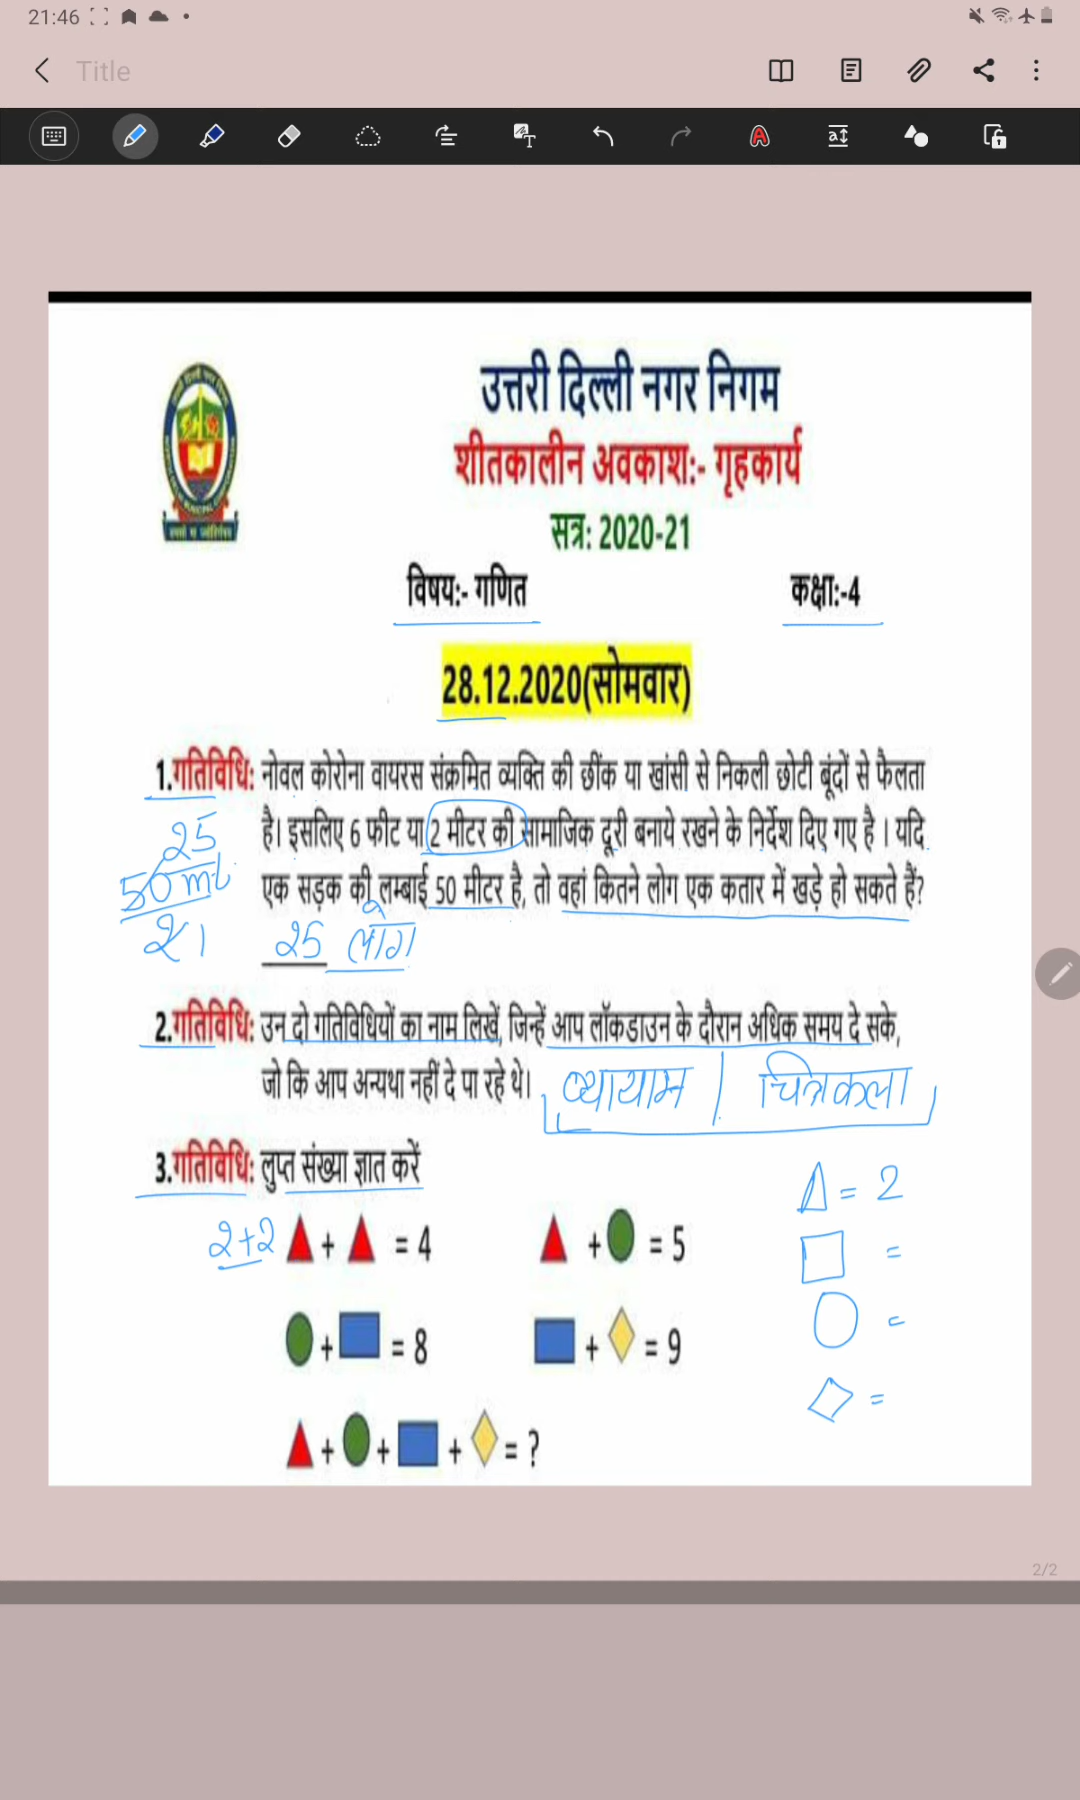 21:46
Title
उत्तरी दिल्ली नगर निगम
शीतकालीन अवकाश:- गृहकार्य
सत्र: 2020-21
विषय:- गणित कक्षा:-4
28.12.2020(सोमवार)
1.गतिविधि: नोवल कोरोना वायरस संक्रमित व्यक्ति की छींक या खांसी से निकली छोटी बूंदों से फैलता
है। इसलिए 6 फीट या 2 मीटर की सामाजिक दूरी बनाये रखने के निर्देश दिए गए है । यदि
एक सड़क की लम्बाई 50 मीटर है, तो वहां कितने लोग एक कतार में खड़े हो सकते हैं?
25
50
2
25 लोग
2.गतिविधि: उन दो गतिविधियों का नाम लिखें, जिन्हें आप लॉकडाउन के दौरान अधिक समय दे सके,
जो कि आप अन्यथा नहीं दे पा रहे थे। व्यायाम / चित्रकला
3.गतिविधि: लुप्त संख्या ज्ञात करें
= 2
=
=
=
2+2 + = 4 + = 5
+ = 8 + = 9
+ + + = ?
2/2